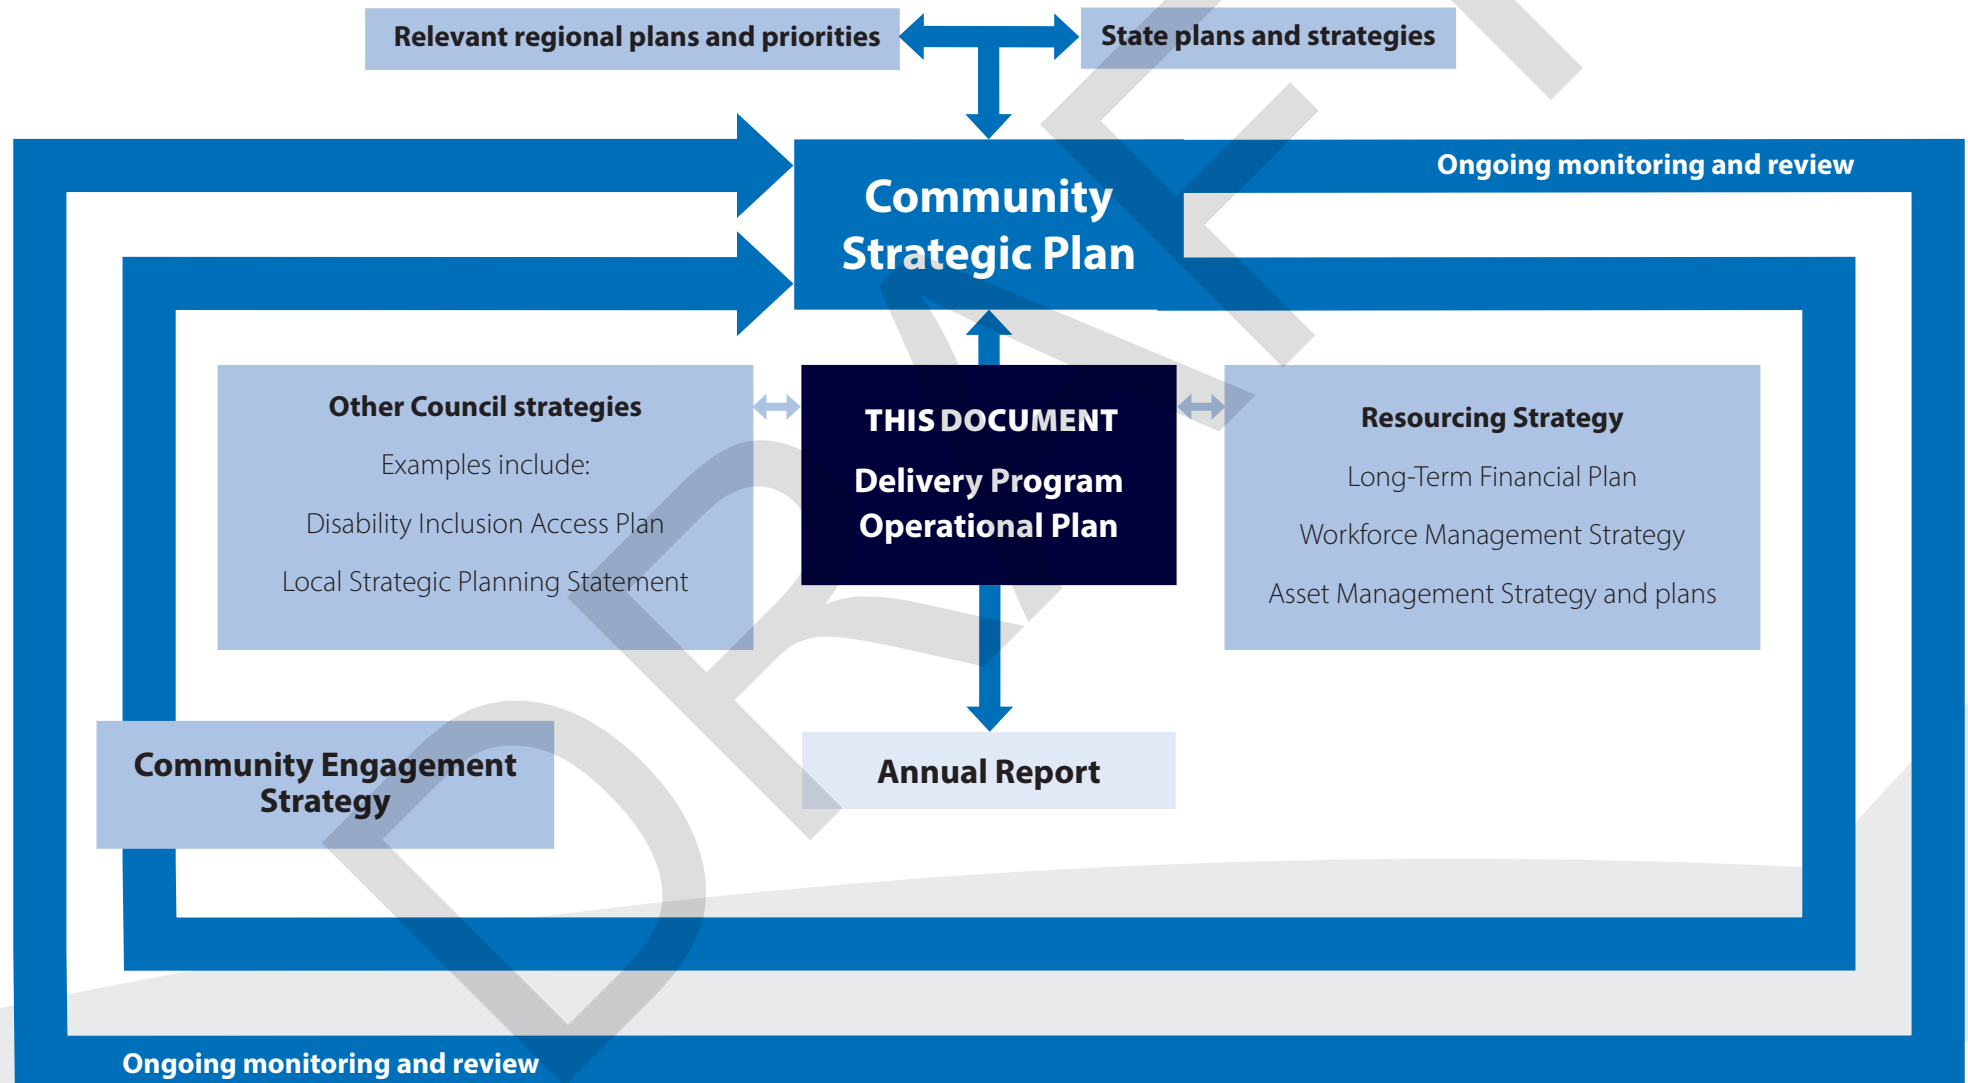 Relevant regional plans and priorities
State plans and strategies
Community
Strategic Plan
Ongoing monitoring and review
Other Council strategies
Examples include:
Disability Inclusion Access Plan
Local Strategic Planning Statement
THIS DOCUMENT
Delivery Program
Operational Plan
Resourcing Strategy
Long-Term Financial Plan
Workforce Management Strategy
Asset Management Strategy and plans
Community Engagement
Strategy
Annual Report
Ongoing monitoring and review
DRAFT